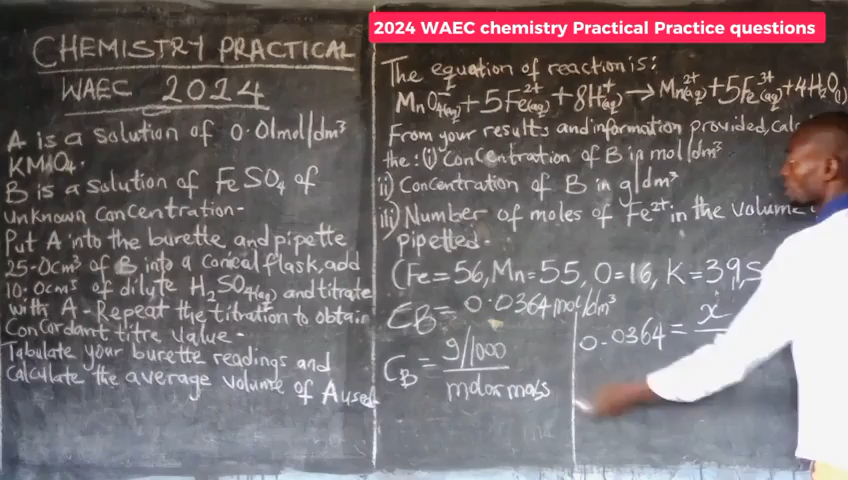 2024 WAEC chemistry Practical Practice questions
CHEMISTRY PRACTICAL
WAEC 2024
A is a solution of 0.01mol/dm³
KMnO₄.
B is a solution of FeSO₄ of
Unknown concentration-
Put A into the burette and pipette
25.0cm³ of B into a conical flask, add
10.0cm³ of dilute H₂SO₄(aq) and titrate
with A - Repeat the titration to obtain
Concordant titre value-
Tabulate your burette readings and
Calculate the average volume of A used
The equation of reaction is:
MnO₄⁻(aq) + 5Fe²⁺(aq) + 8H⁺(aq) → Mn²⁺(aq) + 5Fe³⁺(aq) + 4H₂O(l)
From your results and information provided,
the: (i) Concentration of B in mol/dm³
ii) Concentration of B in g/dm³
iii) Number of moles of Fe²⁺ in the volume
pipetted-
(Fe=56, Mn=55, O=16, K=39, S
CB = 0.0364 mol/dm³
CB = g/1000
molar mass
0.0364 = x